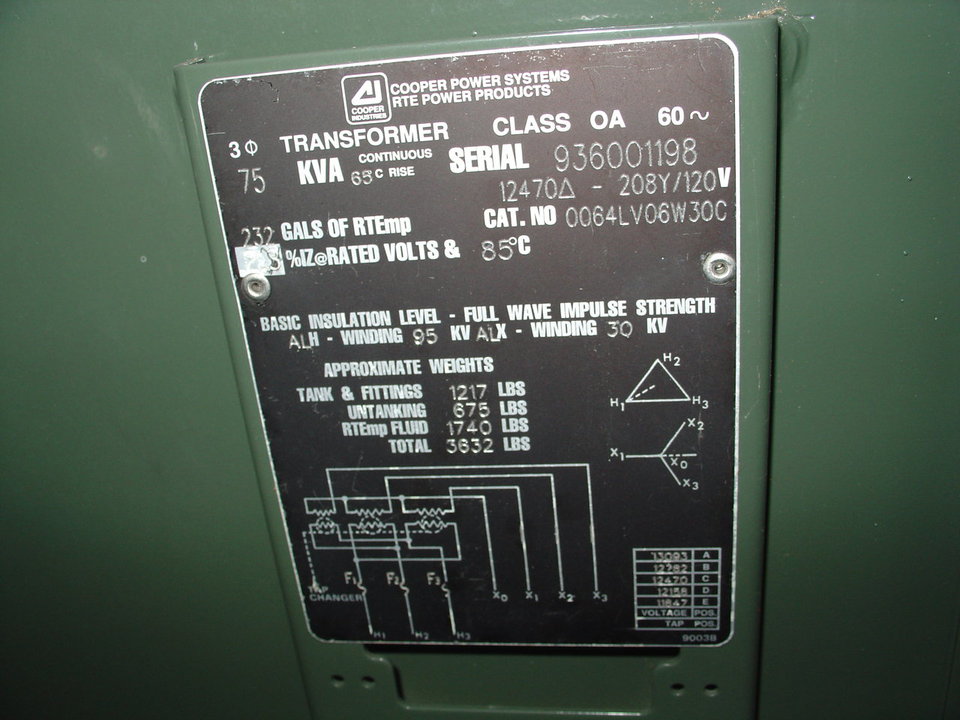 COOPER INDUSTRIES
COOPER POWER SYSTEMS
RTE POWER PRODUCTS
3Φ TRANSFORMER CLASS OA 60~
75 KVA CONTINUOUS 65C RISE SERIAL 936001198
12470Δ - 208Y/120V
232 GALS OF RTEmp CAT. NO 0064LV06W30C
%IZ@RATED VOLTS & 85°C
BASIC INSULATION LEVEL - FULL WAVE IMPULSE STRENGTH
ALH - WINDING 95 KV ALX - WINDING 30 KV
APPROXIMATE WEIGHTS
TANK & FITTINGS 1217 LBS
UNTANKING 675 LBS
RTEmp FLUID 1740 LBS
TOTAL 3632 LBS
H2
H1 H3
X2
X1 X0
X3
F1 F2 F3
TAP CHANGER
X0 X1 X2 X3
H1 H2 H3
13093 A
12782 B
12470 C
12158 D
11847 E
VOLTAGE POS.
TAP POS.
9003B